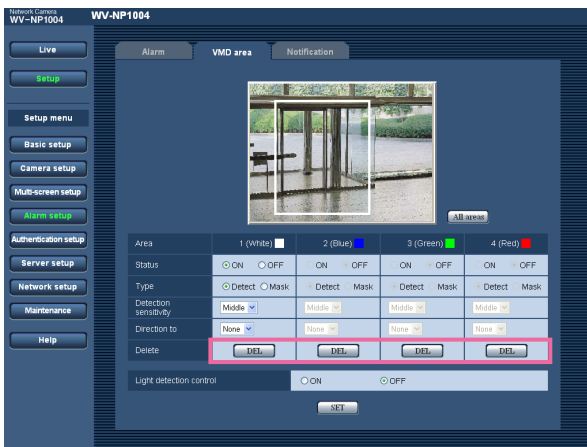 Network Camera
WV-NP1004 WV-NP1004
Live
Setup
Setup menu
Basic setup
Camera setup
Multi-screen setup
Alarm setup
Authentication setup
Server setup
Network setup
Maintenance
Help
Alarm VMD area Notification
All areas
Area 1 (White) 2 (Blue) 3 (Green) 4 (Red)
Status ON OFF ON OFF ON OFF ON OFF
Type Detect Mask Detect Mask Detect Mask Detect Mask
Detection
sensitivity Middle Middle Middle Middle
Direction to None None None None
Delete DEL DEL DEL DEL
Light detection control ON OFF
SET